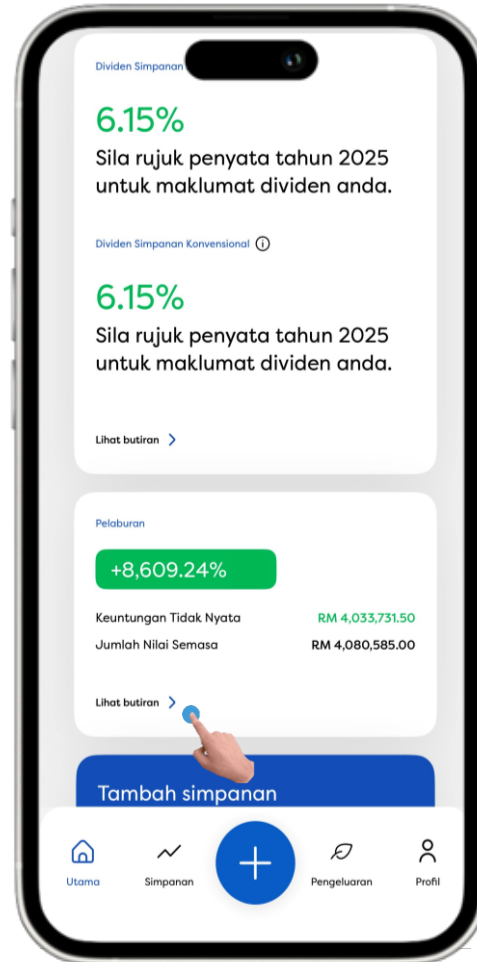 Dividen Simpanan
6.15%
Sila rujuk penyata tahun 2025
untuk maklumat dividen anda.
Dividen Simpanan Konvensional
6.15%
Sila rujuk penyata tahun 2025
untuk maklumat dividen anda.
Lihat butiran
Pelaburan
+8,609.24%
Keuntungan Tidak Nyata RM 4,033,731.50
Jumlah Nilai Semasa RM 4,080,585.00
Lihat butiran
Tambah simpanan
Utama Simpanan Pengeluaran Profil